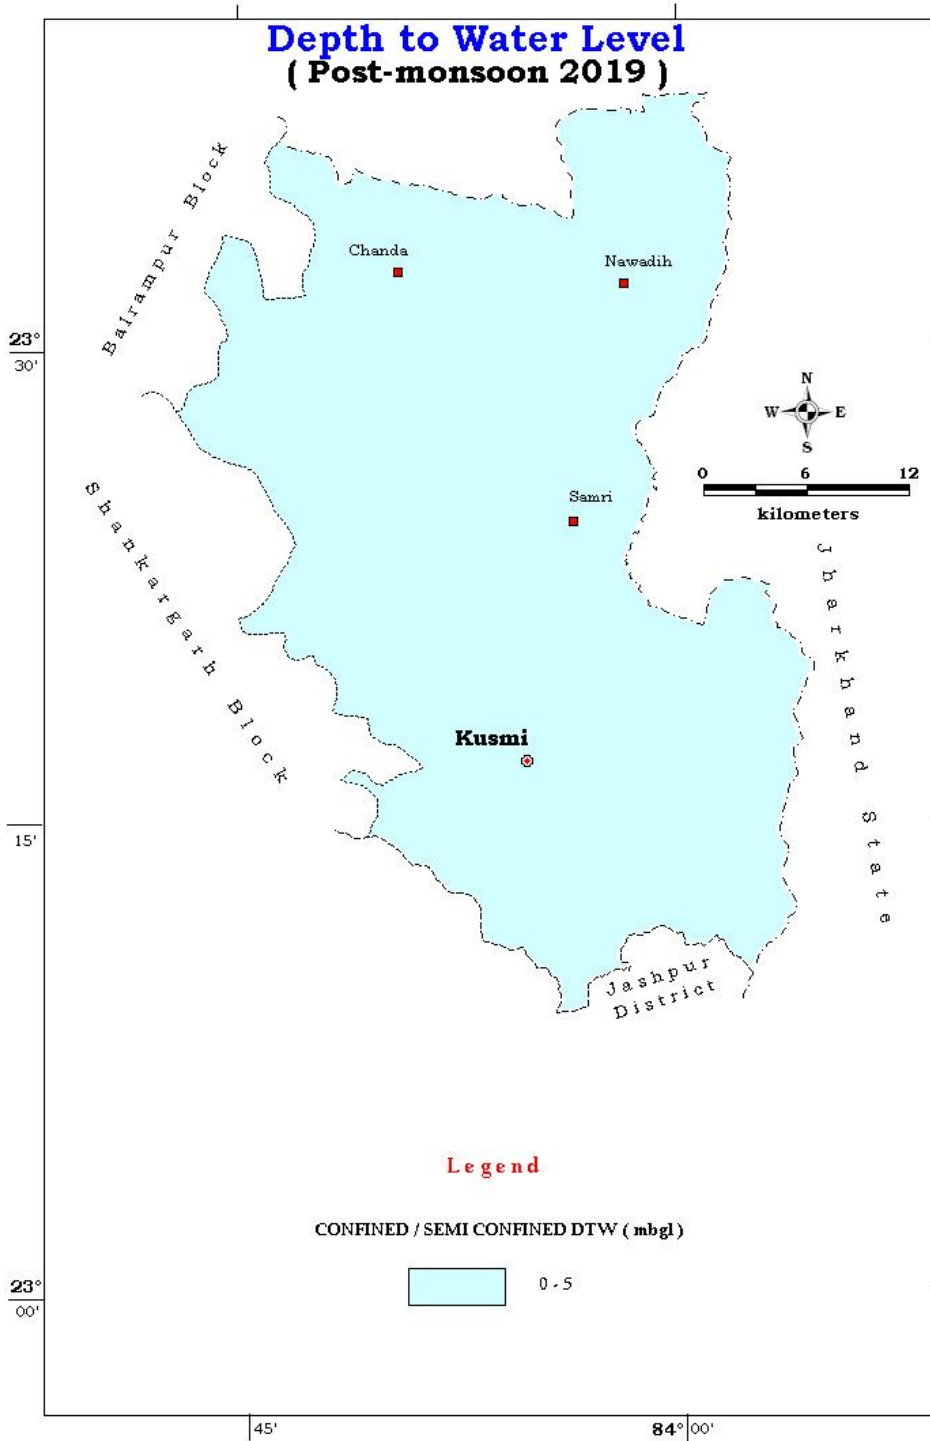 Depth to Water Level
( Post-monsoon 2019 )
Balrampur Block
Chanda
Nawadih
23°
30'
N
W E
S
0 6 12
kilometers
Samri
Shankargarh Block
Jharkhand State
Kusmi
15'
Jashpur
District
Legend
CONFINED / SEMI CONFINED DTW ( mbgl )
0 - 5
23°
00'
45'
84° 00'